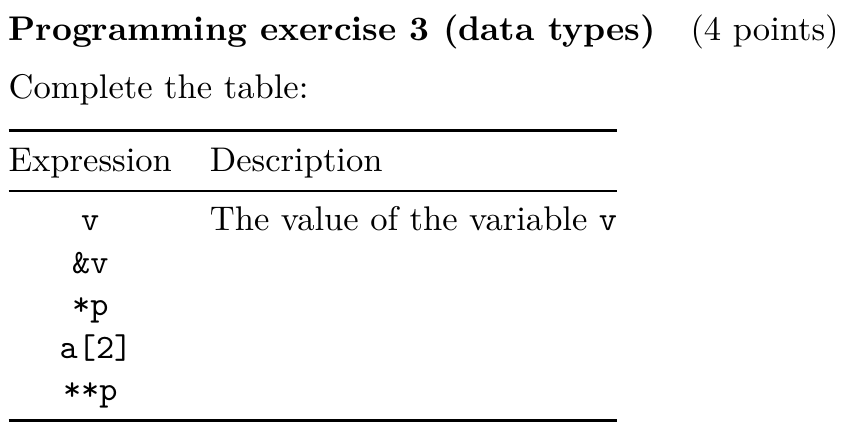 Programming exercise 3 (data types) (4 points)
Complete the table:
Expression Description
v The value of the variable v
&v
*p
a[2]
**p